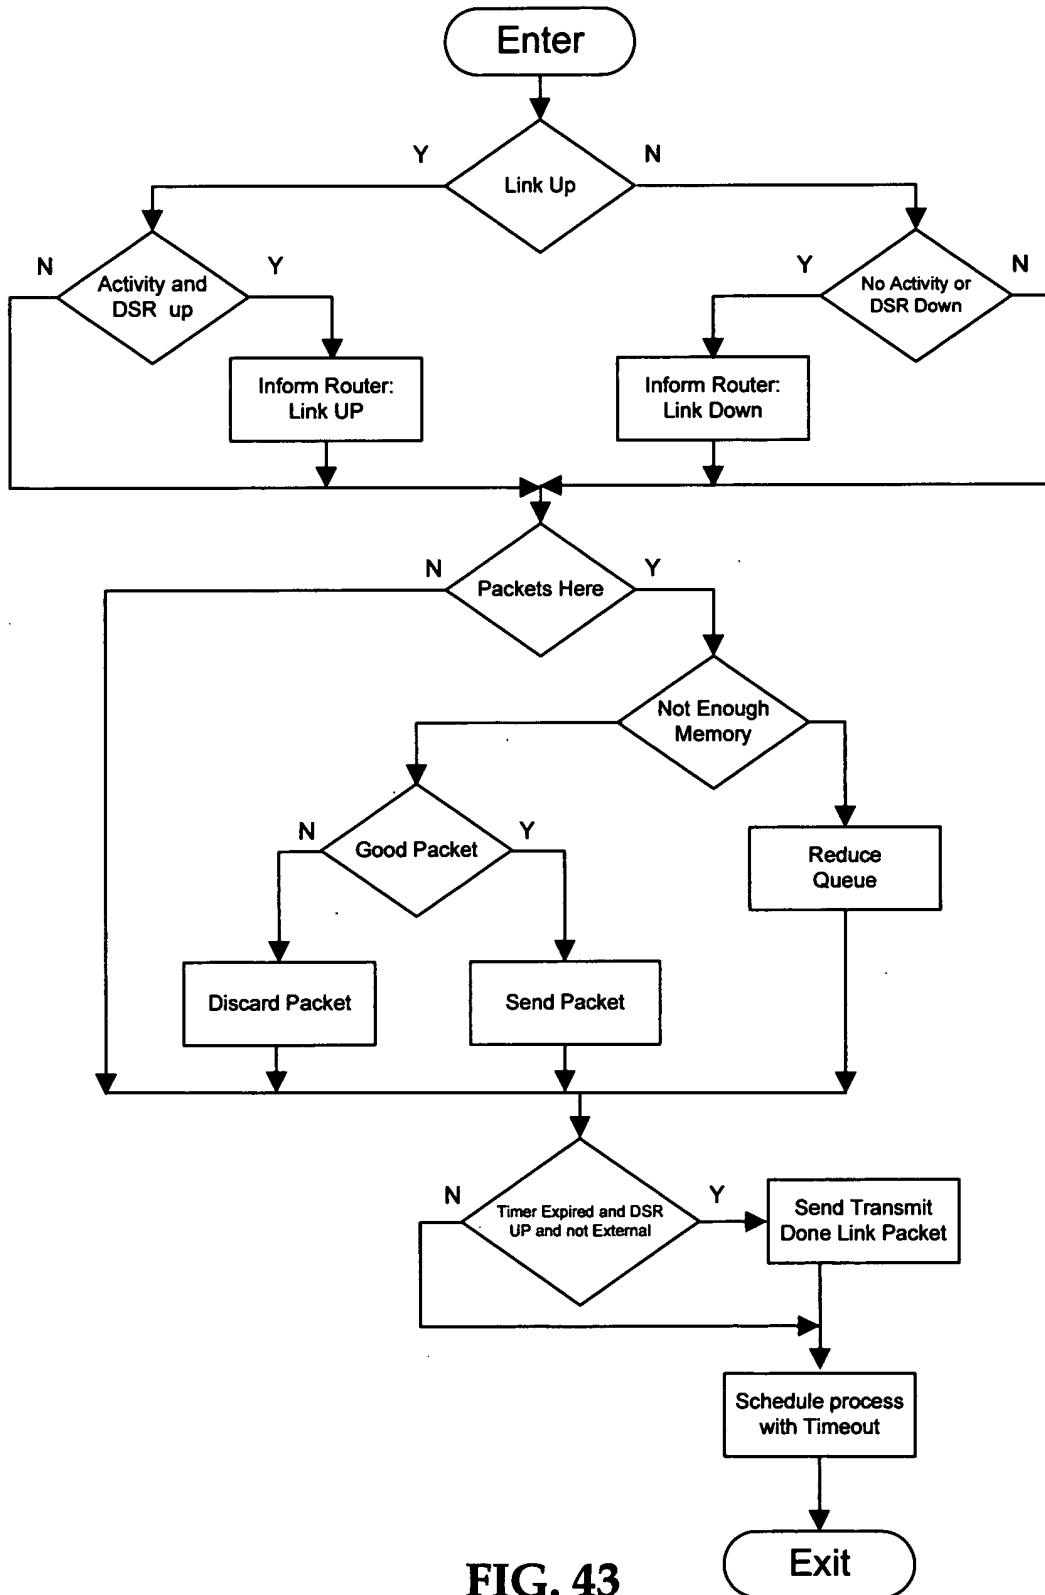 Enter
Y
N
Link Up
N
Activity and
DSR up
Y
Y
No Activity or
DSR Down
N
Inform Router:
Link UP
Inform Router:
Link Down
N
Packets Here
Y
Not Enough
Memory
N
Good Packet
Y
Reduce
Queue
Discard Packet
Send Packet
N
Timer Expired and DSR
UP and not External
Y
Send Transmit
Done Link Packet
Schedule process
with Timeout
Exit
FIG. 43